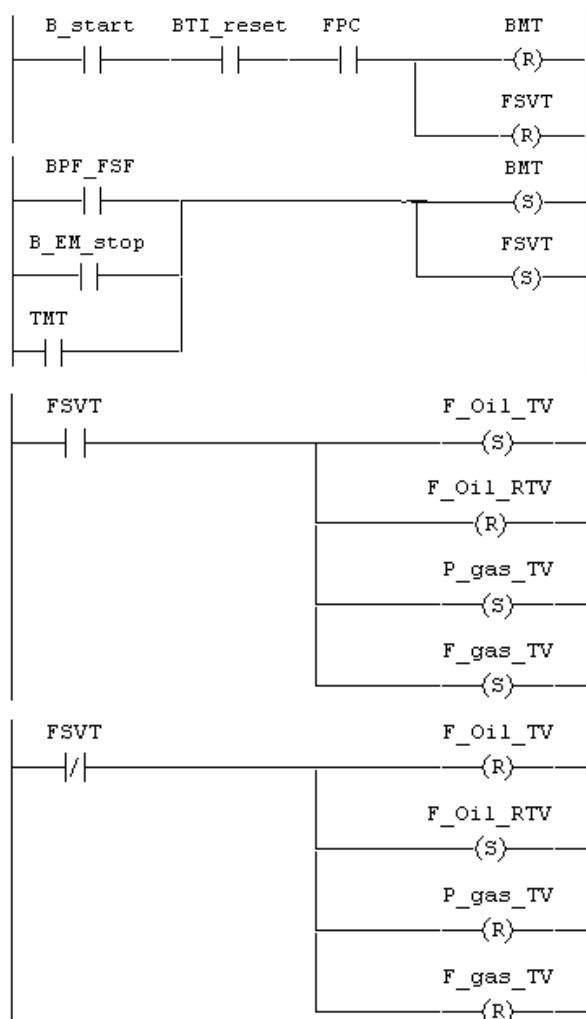 B_start BTI_reset FPC BMT
(R)
FSVT
(R)
BPF_FSF BMT
(S)
B_EM_stop FSVT
(S)
TMT
FSVT F_Oil_TV
(S)
F_Oil_RTV
(R)
P_gas_TV
(S)
F_gas_TV
(S)
FSVT F_Oil_TV
/ (R)
F_Oil_RTV
(S)
P_gas_TV
(R)
F_gas_TV
(R)